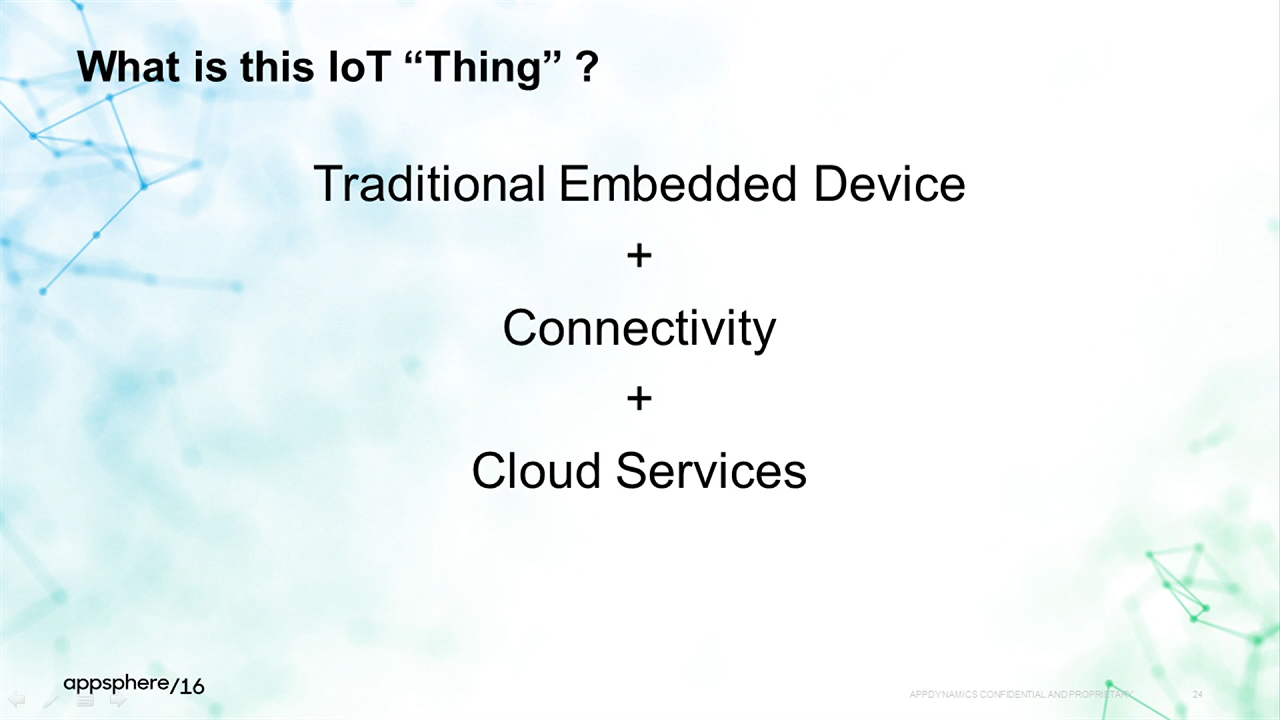 What is this IoT “Thing” ?
Traditional Embedded Device
+
Connectivity
+
Cloud Services
appsphere/16
APPDYNAMICS CONFIDENTIAL AND PROPRIETARY
24